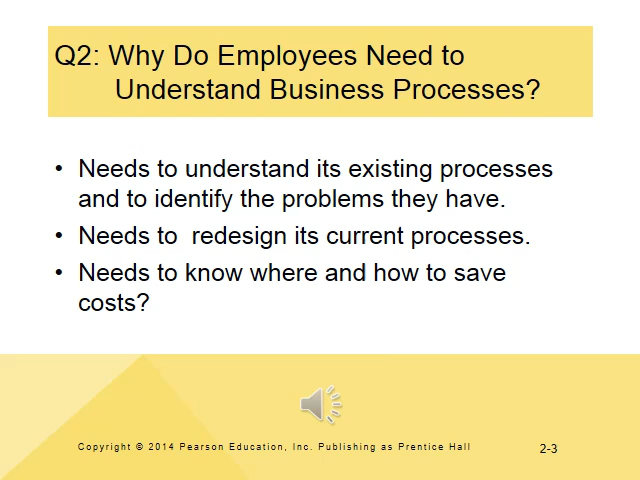 Q2: Why Do Employees Need to
Understand Business Processes?
• Needs to understand its existing processes
and to identify the problems they have.
• Needs to  redesign its current processes.
• Needs to know where and how to save
costs?
Copyright © 2014 Pearson Education, Inc. Publishing as Prentice Hall
2-3